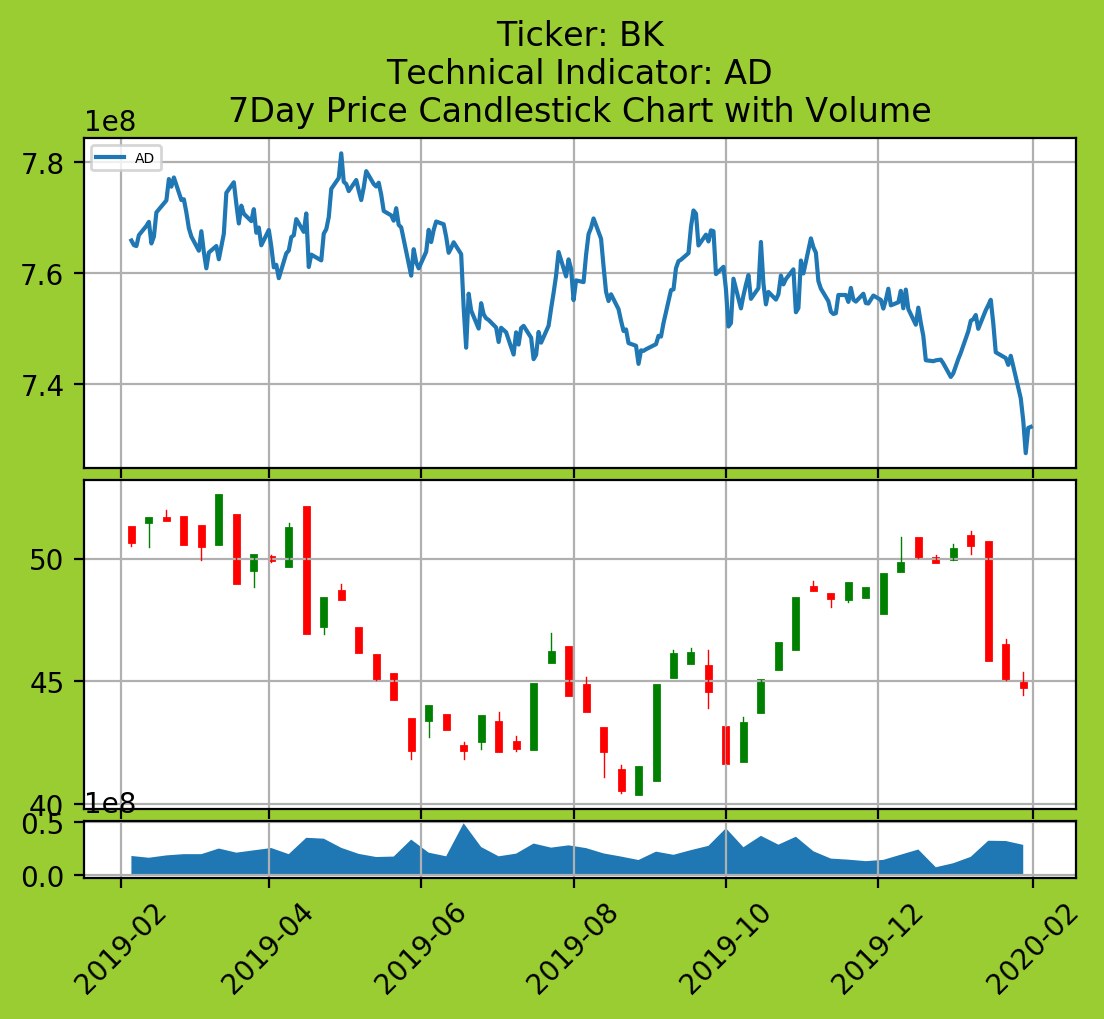 Ticker: BK
Technical Indicator: AD
7Day Price Candlestick Chart with Volume
1e8
AD
7.8
7.6
7.4
50
45
40
1e8
0.5
0.0
2019-02
2019-04
2019-06
2019-08
2019-10
2019-12
2020-02